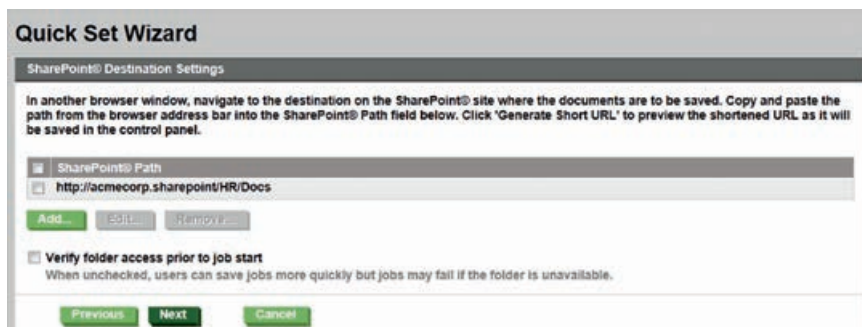 Quick Set Wizard
SharePoint® Destination Settings
In another browser window, navigate to the destination on the SharePoint® site where the documents are to be saved. Copy and paste the
path from the browser address bar into the SharePoint® Path field below. Click 'Generate Short URL' to preview the shortened URL as it will
be saved in the control panel.
SharePoint® Path
http://acmecorp.sharepoint/HR/Docs
Add... Edit... Remove...
Verify folder access prior to job start
When unchecked, users can save jobs more quickly but jobs may fail if the folder is unavailable.
Previous Next Cancel